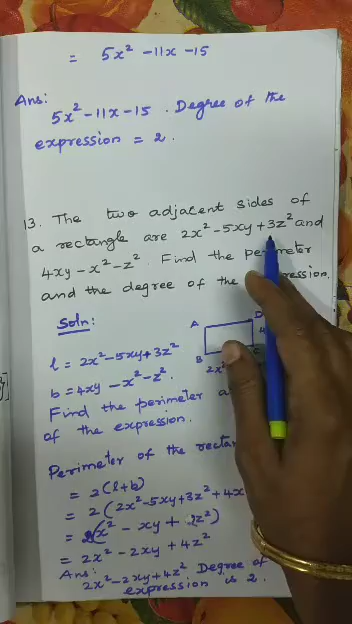 = 5x² -11x -15
Ans:
5x² -11x -15. Degree of the
expression = 2.
13. The two adjacent sides of
a rectangle are 2x² -5xy +3z² and
4xy -x² -z². Find the perimeter
and the degree of the expression.
Soln:
A D
B C
2x²
l = 2x² -5xy +3z²
b = 4xy -x² -z².
Find the perimeter a
of the expression.
Perimeter of the rectan
= 2(l+b)
= 2(2x² -5xy +3z² +4x
= 2(x² -xy + 2z²)
= 2x² -2xy +4z²
Ans:
2x² -2xy +4z² Degree of
expression is 2.